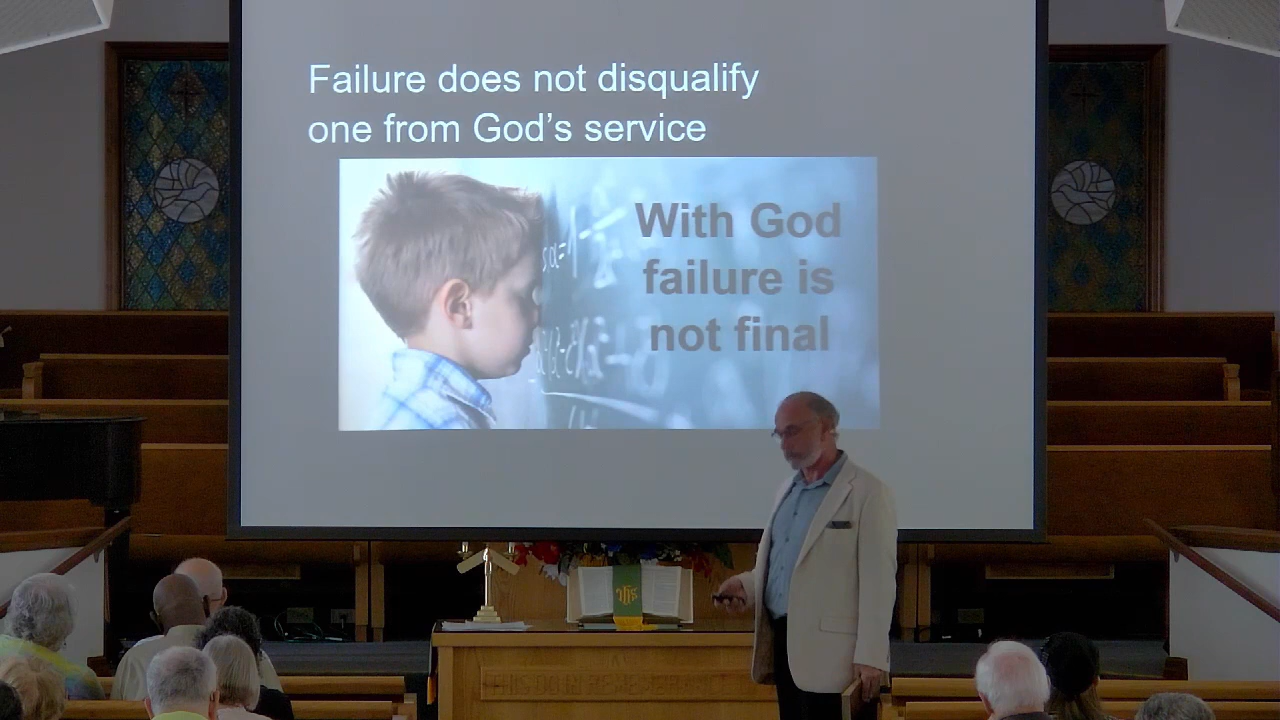 Failure does not disqualify
one from God's service
With God
failure is
not final